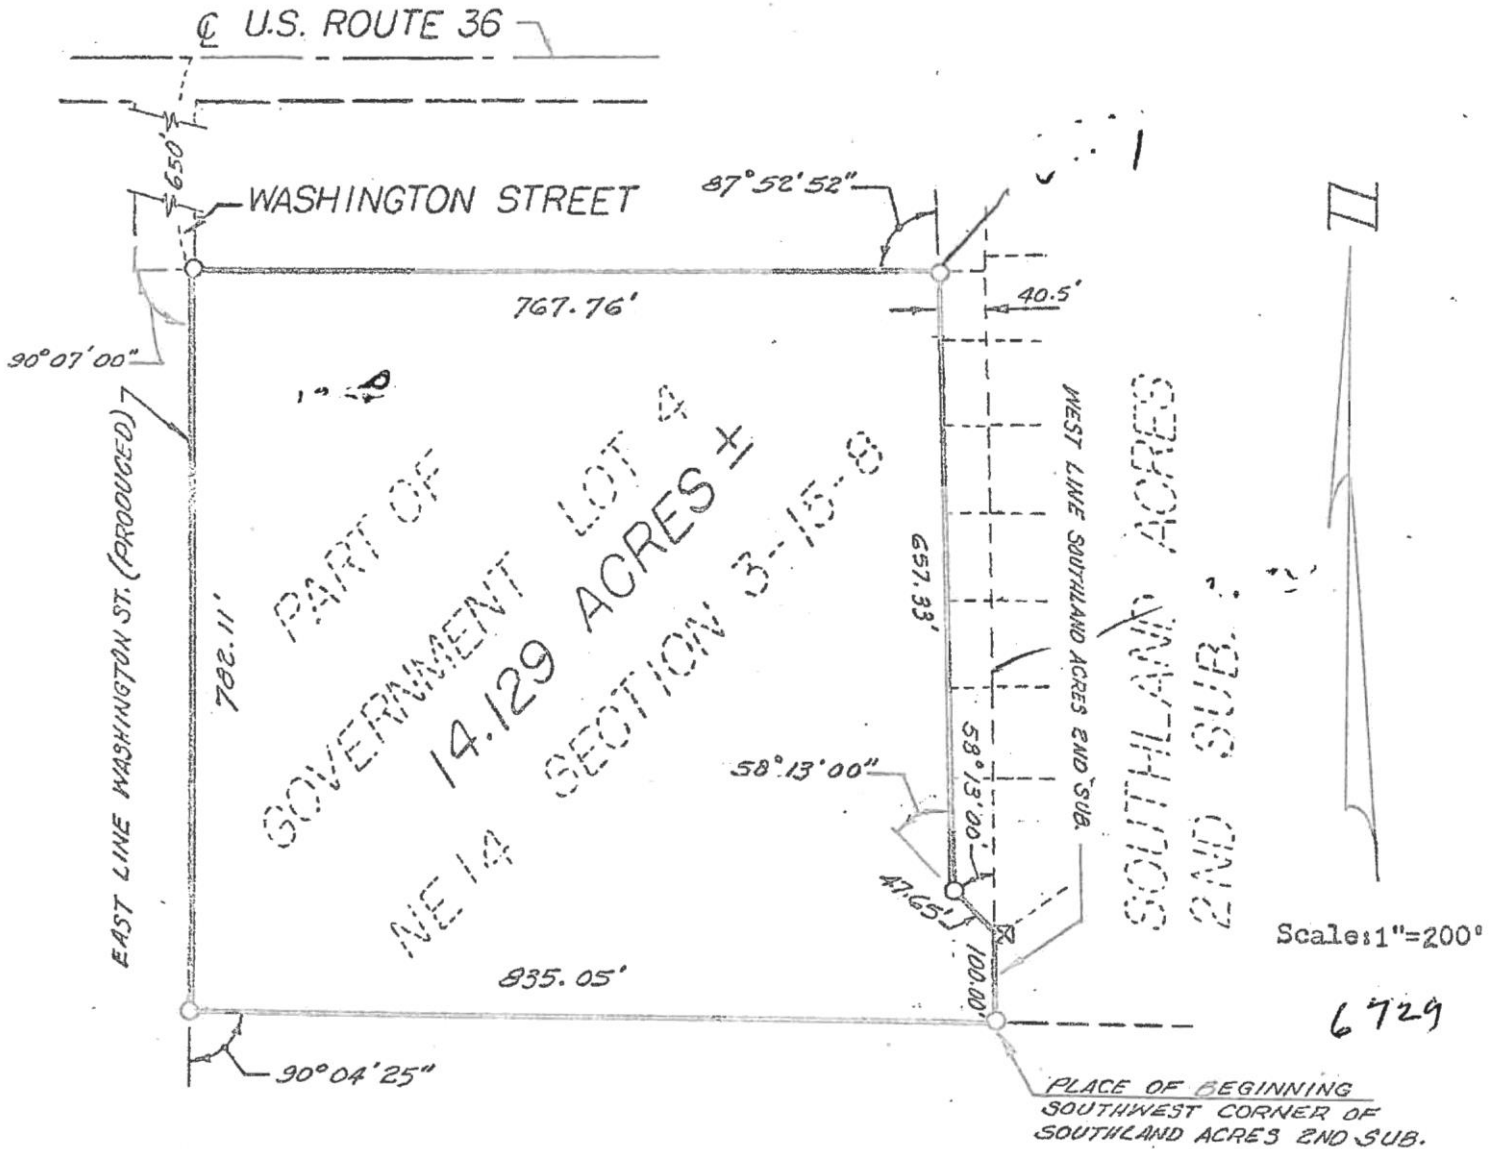 ℄ U.S. ROUTE 36
650'
WASHINGTON STREET
87°52'52"
767.76'
40.5'
90°07'00"
EAST LINE WASHINGTON ST. (PRODUCED)
782.11'
PART OF
GOVERNMENT LOT 4
14.129 ACRES ±
SECTION 3-15-8
NE 1/4
657.33'
WEST LINE SOUTHLAND ACRES 2ND SUB.
SOUTHLAND ACRES
2ND SUB.
58°13'00"
58°13'00"
47.65'
100.00'
835.05'
90°04'25"
Scale:1"=200'
6729
PLACE OF BEGINNING
SOUTHWEST CORNER OF
SOUTHLAND ACRES 2ND SUB.